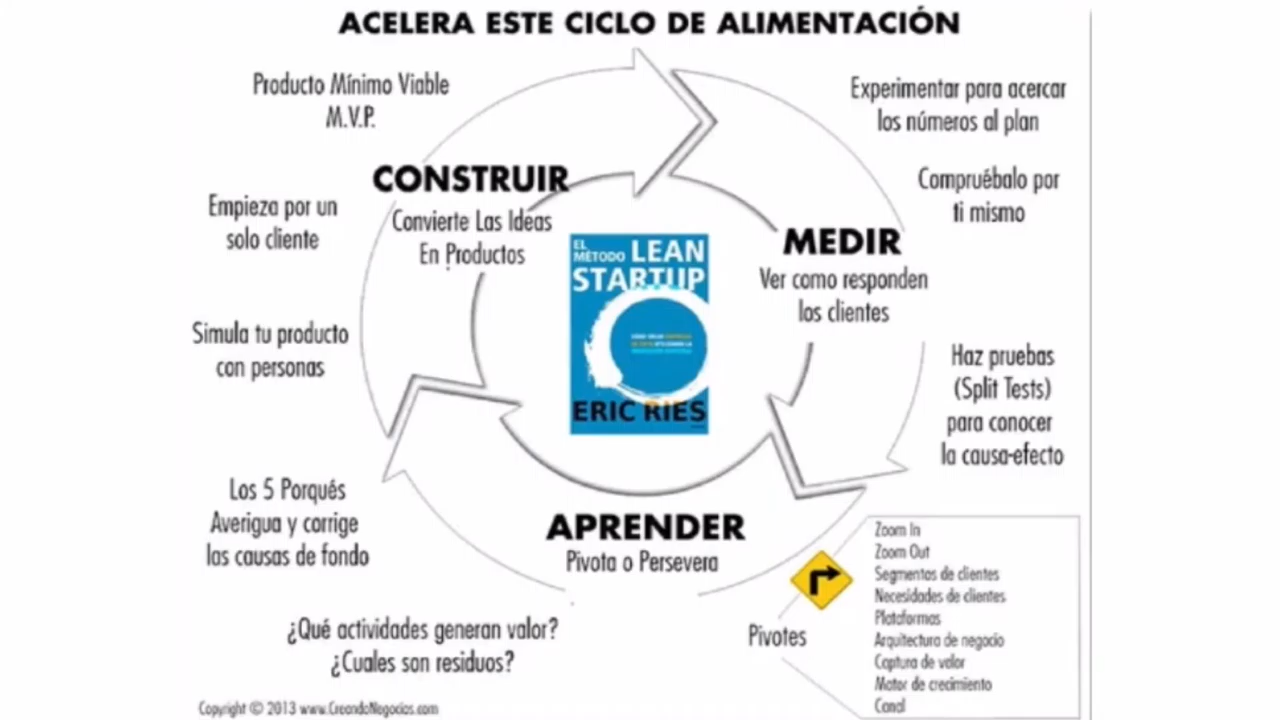 ACELERA ESTE CICLO DE ALIMENTACIÓN
Producto Mínimo Viable
M.V.P.
Experimentar para acercar
los números al plan
CONSTRUIR
Convierte Las Ideas
En Productos
Empieza por un
solo cliente
Compruébalo por
ti mismo
MEDIR
Ver como responden
los clientes
EL
MÉTODO LEAN
STARTUP
ERIC RIES
Simula tu producto
con personas
Haz pruebas
(Split Tests)
para conocer
la causa-efecto
Los 5 Porqués
Averigua y corrige
las causas de fondo
APRENDER
Pivota o Persevera
¿Qué actividades generan valor?
¿Cuales son residuos?
Pivotes
Zoom In
Zoom Out
Segmentos de clientes
Necesidades de clientes
Plataformas
Arquitectura de negocio
Captura de valor
Motor de crecimiento
Canal
Copyright © 2013 www.CreandoNegocios.com